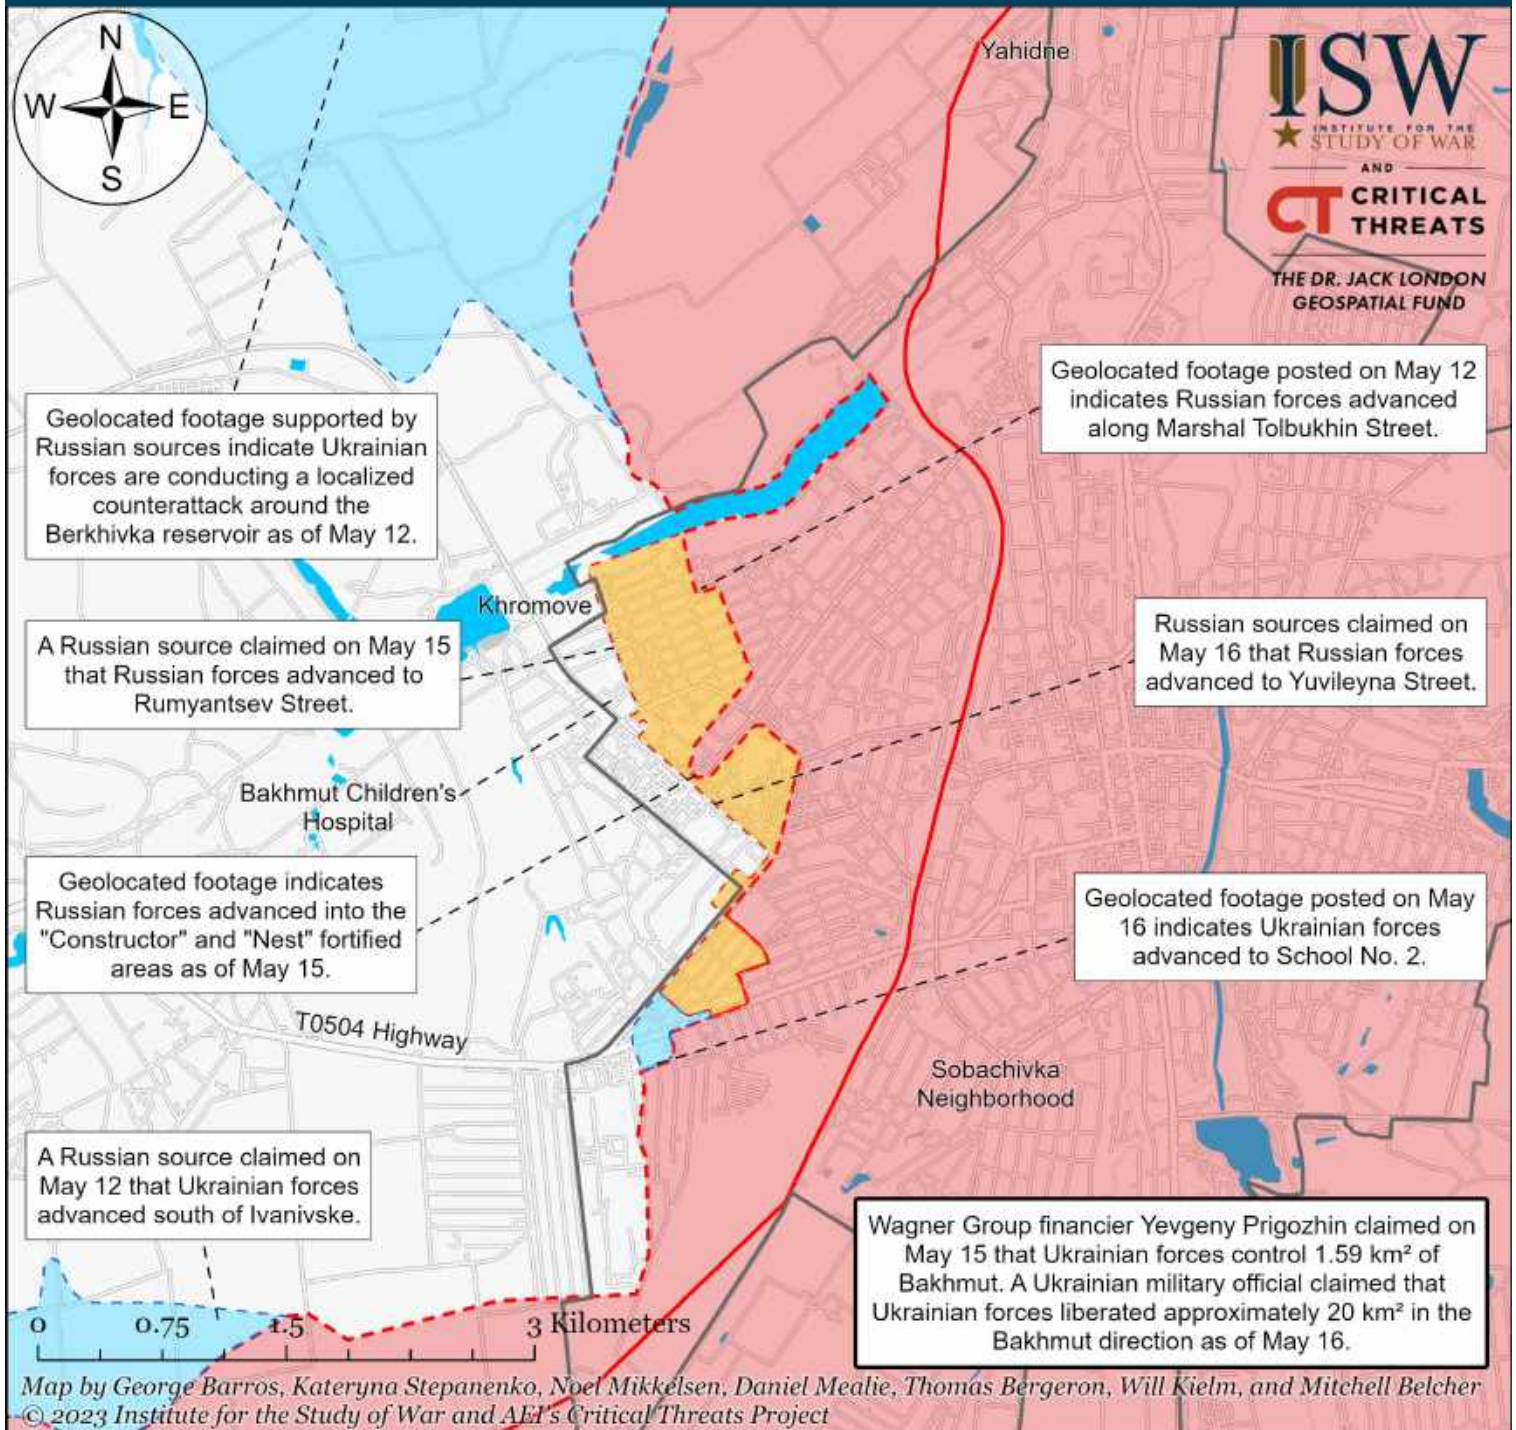 N
W
E
S
Yahidne
ISW
INSTITUTE FOR THE
STUDY OF WAR
AND
CT CRITICAL
THREATS
THE DR. JACK LONDON
GEOSPATIAL FUND
Geolocated footage posted on May 12
indicates Russian forces advanced
along Marshal Tolbukhin Street.
Geolocated footage supported by
Russian sources indicate Ukrainian
forces are conducting a localized
counterattack around the
Berkhivka reservoir as of May 12.
Khromove
Russian sources claimed on
May 16 that Russian forces
advanced to Yuvileyna Street.
A Russian source claimed on May 15
that Russian forces advanced to
Rumyantsev Street.
Bakhmut Children's
Hospital
Geolocated footage indicates
Russian forces advanced into the
"Constructor" and "Nest" fortified
areas as of May 15.
Geolocated footage posted on May
16 indicates Ukrainian forces
advanced to School No. 2.
T0504 Highway
Sobachivka
Neighborhood
A Russian source claimed on
May 12 that Ukrainian forces
advanced south of Ivanivske.
Wagner Group financier Yevgeny Prigozhin claimed on
May 15 that Ukrainian forces control 1.59 km² of
Bakhmut. A Ukrainian military official claimed that
Ukrainian forces liberated approximately 20 km² in the
Bakhmut direction as of May 16.
0 0.75 1.5 3 Kilometers
Map by George Barros, Kateryna Stepanenko, Noel Mikkelsen, Daniel Mealie, Thomas Bergeron, Will Kielm, and Mitchell Belcher
© 2023 Institute for the Study of War and AEI's Critical Threats Project